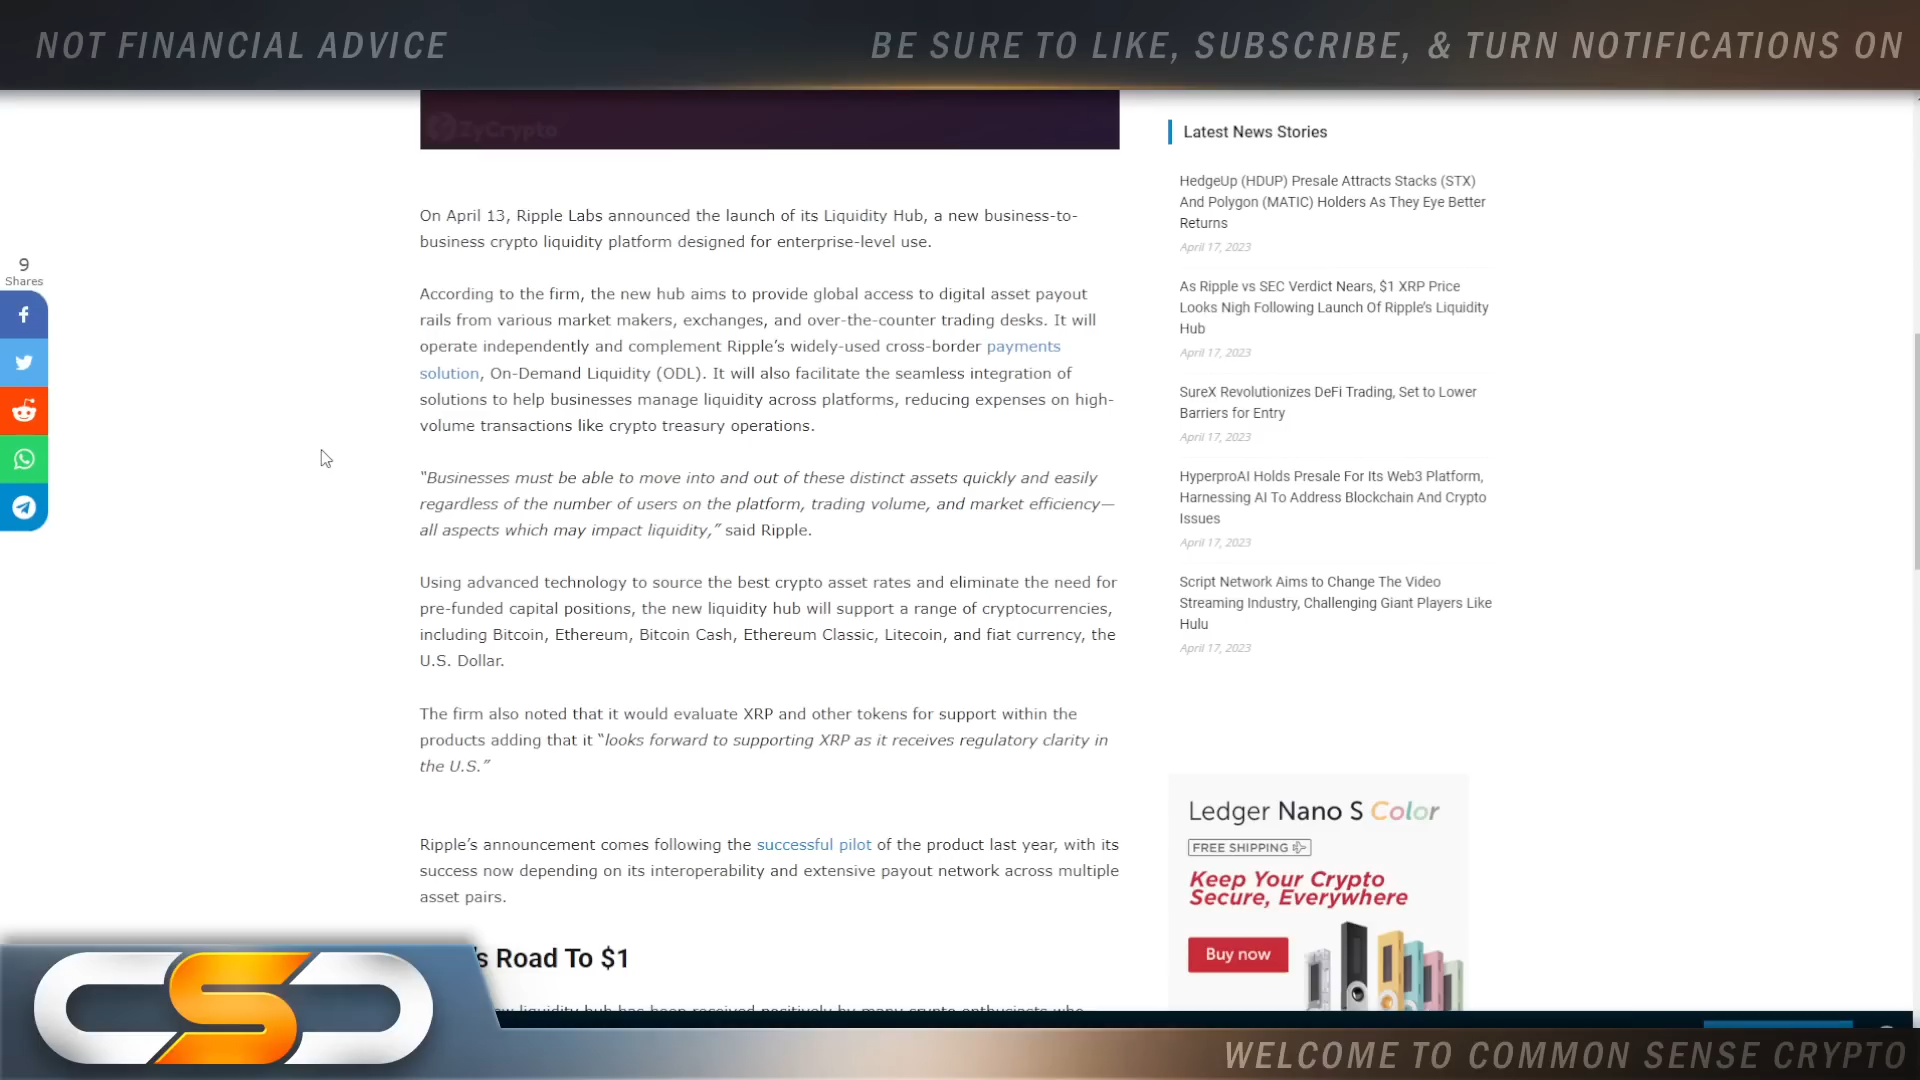 NOT FINANCIAL ADVICE
BE SURE TO LIKE, SUBSCRIBE, & TURN NOTIFICATIONS ON
ZyCrypto
9
Shares
On April 13, Ripple Labs announced the launch of its Liquidity Hub, a new business-to-
business crypto liquidity platform designed for enterprise-level use.
According to the firm, the new hub aims to provide global access to digital asset payout
rails from various market makers, exchanges, and over-the-counter trading desks. It will
operate independently and complement Ripple’s widely-used cross-border payments
solution, On-Demand Liquidity (ODL). It will also facilitate the seamless integration of
solutions to help businesses manage liquidity across platforms, reducing expenses on high-
volume transactions like crypto treasury operations.
“Businesses must be able to move into and out of these distinct assets quickly and easily
regardless of the number of users on the platform, trading volume, and market efficiency—
all aspects which may impact liquidity,” said Ripple.
Using advanced technology to source the best crypto asset rates and eliminate the need for
pre-funded capital positions, the new liquidity hub will support a range of cryptocurrencies,
including Bitcoin, Ethereum, Bitcoin Cash, Ethereum Classic, Litecoin, and fiat currency, the
U.S. Dollar.
The firm also noted that it would evaluate XRP and other tokens for support within the
products adding that it “looks forward to supporting XRP as it receives regulatory clarity in
the U.S.”
Ripple’s announcement comes following the successful pilot of the product last year, with its
success now depending on its interoperability and extensive payout network across multiple
asset pairs.
’s Road To $1
liquidity hub has been received positively by many crypto enthusiasts who
Latest News Stories
HedgeUp (HDUP) Presale Attracts Stacks (STX)
And Polygon (MATIC) Holders As They Eye Better
Returns
April 17, 2023
As Ripple vs SEC Verdict Nears, $1 XRP Price
Looks Nigh Following Launch Of Ripple’s Liquidity
Hub
April 17, 2023
SureX Revolutionizes DeFi Trading, Set to Lower
Barriers for Entry
April 17, 2023
HyperproAI Holds Presale For Its Web3 Platform,
Harnessing AI To Address Blockchain And Crypto
Issues
April 17, 2023
Script Network Aims to Change The Video
Streaming Industry, Challenging Giant Players Like
Hulu
April 17, 2023
Ledger Nano S Color
FREE SHIPPING
Keep Your Crypto
Secure, Everywhere
Buy now
CSC
WELCOME TO COMMON SENSE CRYPTO